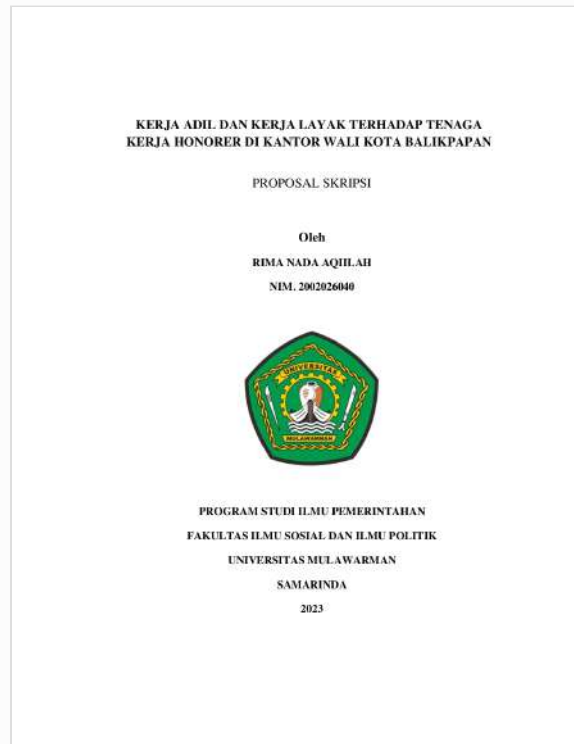 KERJA ADIL DAN KERJA LAYAK TERHADAP TENAGA
KERJA HONORER DI KANTOR WALI KOTA BALIKPAPAN
PROPOSAL SKRIPSI
Oleh
RIMA NADA AQIILAH
NIM. 2002026040
UNIVERSITAS
MULAWARMAN
PROGRAM STUDI ILMU PEMERINTAHAN
FAKULTAS ILMU SOSIAL DAN ILMU POLITIK
UNIVERSITAS MULAWARMAN
SAMARINDA
2023